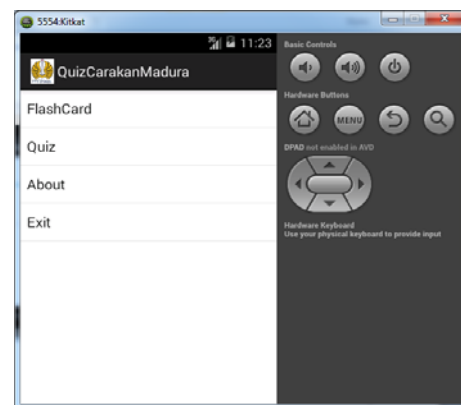 5554:Kitkat
11:23
QuizCarakanMadura
FlashCard
Quiz
About
Exit
Basic Controls
Hardware Buttons
MENU
DPAD not enabled in AVD
Hardware Keyboard
Use your physical keyboard to provide input